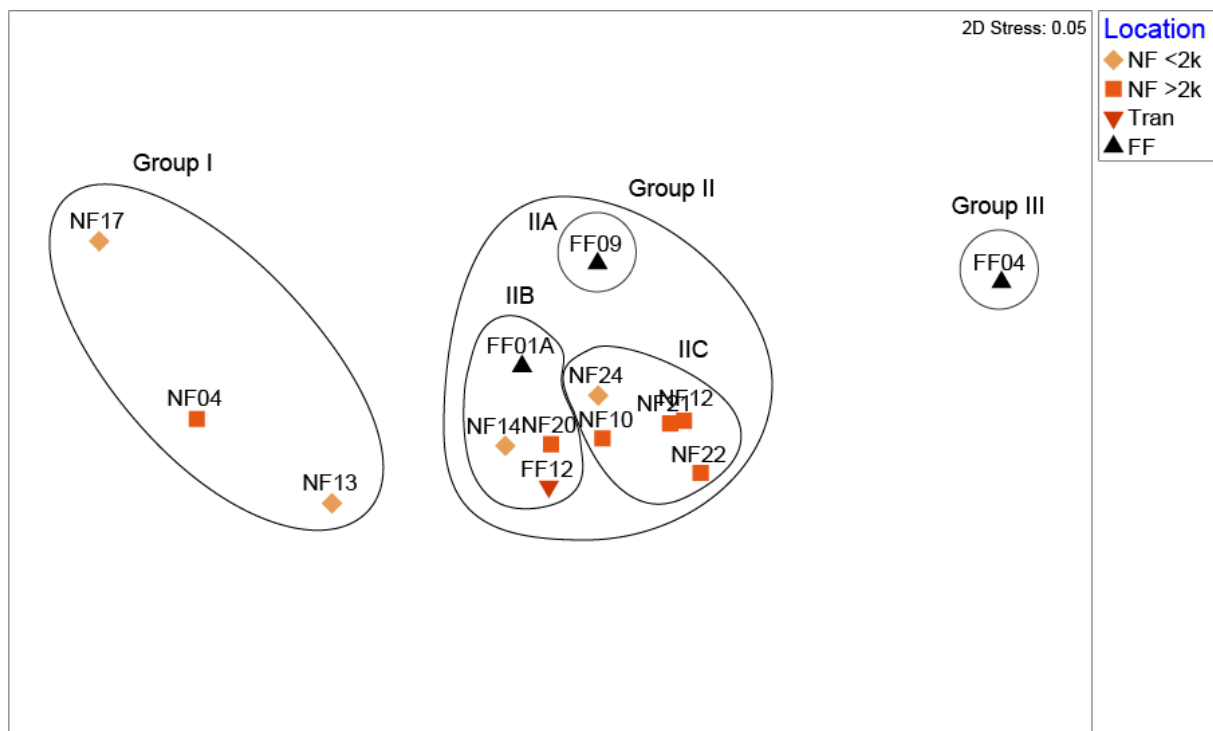 2D Stress: 0.05
Location
NF <2k
NF >2k
Tran
FF
Group I
Group II
Group III
NF17
IIA
FF09
FF04
IIB
FF01A
IIC
NF24
NF04
NF12
NF21
NF14
NF20
NF10
FF12
NF22
NF13